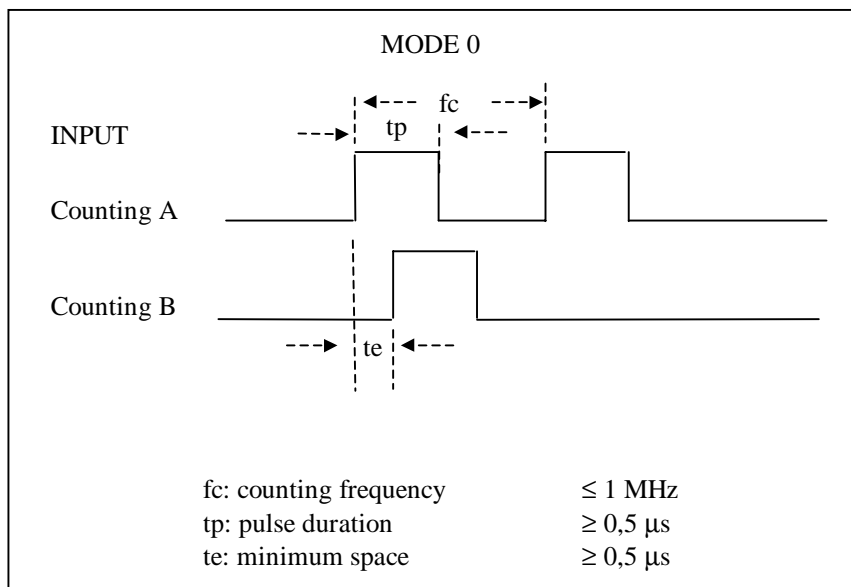 MODE 0
fc
tp
INPUT
Counting A
Counting B
te
fc: counting frequency ≤ 1 MHz
tp: pulse duration ≥ 0,5 µs
te: minimum space ≥ 0,5 µs